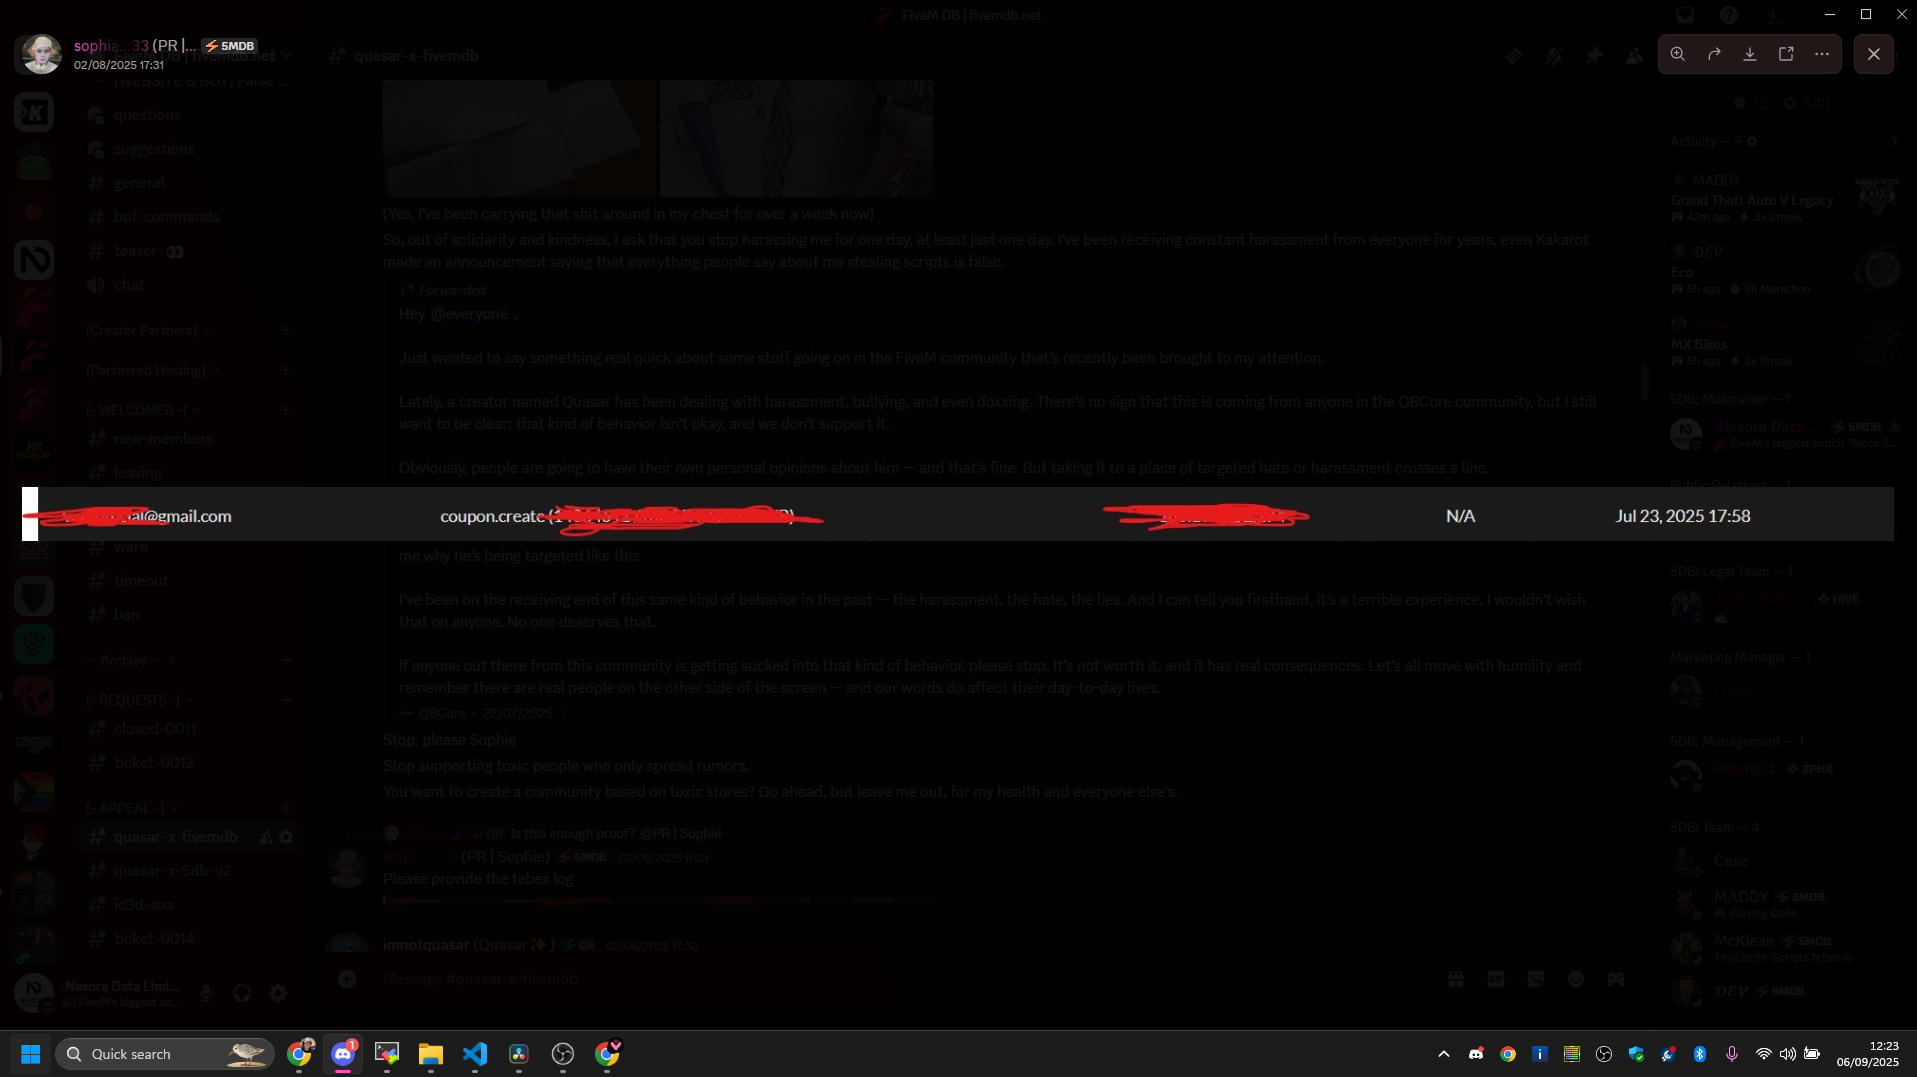 FiveM DB | fivemdb.net
(PR |... 5MDB
02/08/2025 17:31
FiveM DB | fivemdb.net
quasar-x-fivemdb
questions
suggestions
general
bot-commands
teaser-👀
chat
[Creator Partners]
[Partnered Hosting]
[- WELCOMER -]
new-members
leaving
warn
timeout
ban
-- Archive --
[- REQUESTS -]
closed-0011
ticket-0012
[- APPEAL -]
quasar-x-fivemdb
quasar-x-5db-v2
ic3d-soa
ticket-0014
.Nexora Data Limi...
FiveM's biggest sn...
(Yes, I've been carrying that shit around in my chest for over a week now)
So, out of solidarity and kindness, I ask that you stop harassing me for one day, at least just one day. I've been receiving constant harassment from everyone for years, even Kakarot
made an announcement saying that everything people say about me stealing scripts is false.
Forwarded
Hey @everyone ,
Just wanted to say something real quick about some stuff going on in the FiveM community that's recently been brought to my attention.
Lately, a creator named Quasar has been dealing with harassment, bullying, and even doxxing. There's no sign that this is coming from anyone in the QBCore community, but I still
want to be clear: that kind of behavior isn't okay, and we don't support it.
Obviously, people are going to have their own personal opinions about him — and that's fine. But taking it to a place of targeted hate or harassment crosses a line.
@gmail.com
coupon.create
N/A
Jul 23, 2025 17:58
me why he's being targeted like this.
I've been on the receiving end of this same kind of behavior in the past — the harassment, the hate, the lies. And I can tell you firsthand, it's a terrible experience. I wouldn't wish
that on anyone. No one deserves that.
If anyone out there from this community is getting sucked into that kind of behavior, please stop. It's not worth it, and it has real consequences. Let's all move with humility and
remember there are real people on the other side of the screen — and our words do affect their day-to-day lives.
QBCore • 22/07/2025
Stop, please Sophie
Stop supporting toxic people who only spread rumors.
You want to create a community based on toxic stores? Go ahead, but leave me out, for my health and everyone else's.
Is this enough proof? @PR | Sophie
(PR | Sophie) 5MDB 02/08/2025 17:31
Please provide the tebex log
imnotquasar (Quasar ✨) QS 02/08/2025 17:32
Message #quasar-x-fivemdb
13 543
Activity — 9
MADDY
Grand Theft Auto V Legacy
42m ago 3x Streak
DEV
Eco
5h ago 9h Marathon
MX Bikes
5h ago 3x Streak
5DB; Maintainer — 1
.Nexora Data ... 5MDB
FiveM's biggest snitch "Since 2...
Public Relations — 1
5DB; Legal Team — 1
HIVE
Marketing Manager — 1
5DB; Management — 1
entangld. ZPHX
5DB; Team — 4
Case
MADDY 5MDB
Playing Code
McKlean 5MDB
TinySprite-Scripts.tebex.io
DEV 5MDB
Quick search
12:23
06/09/2025